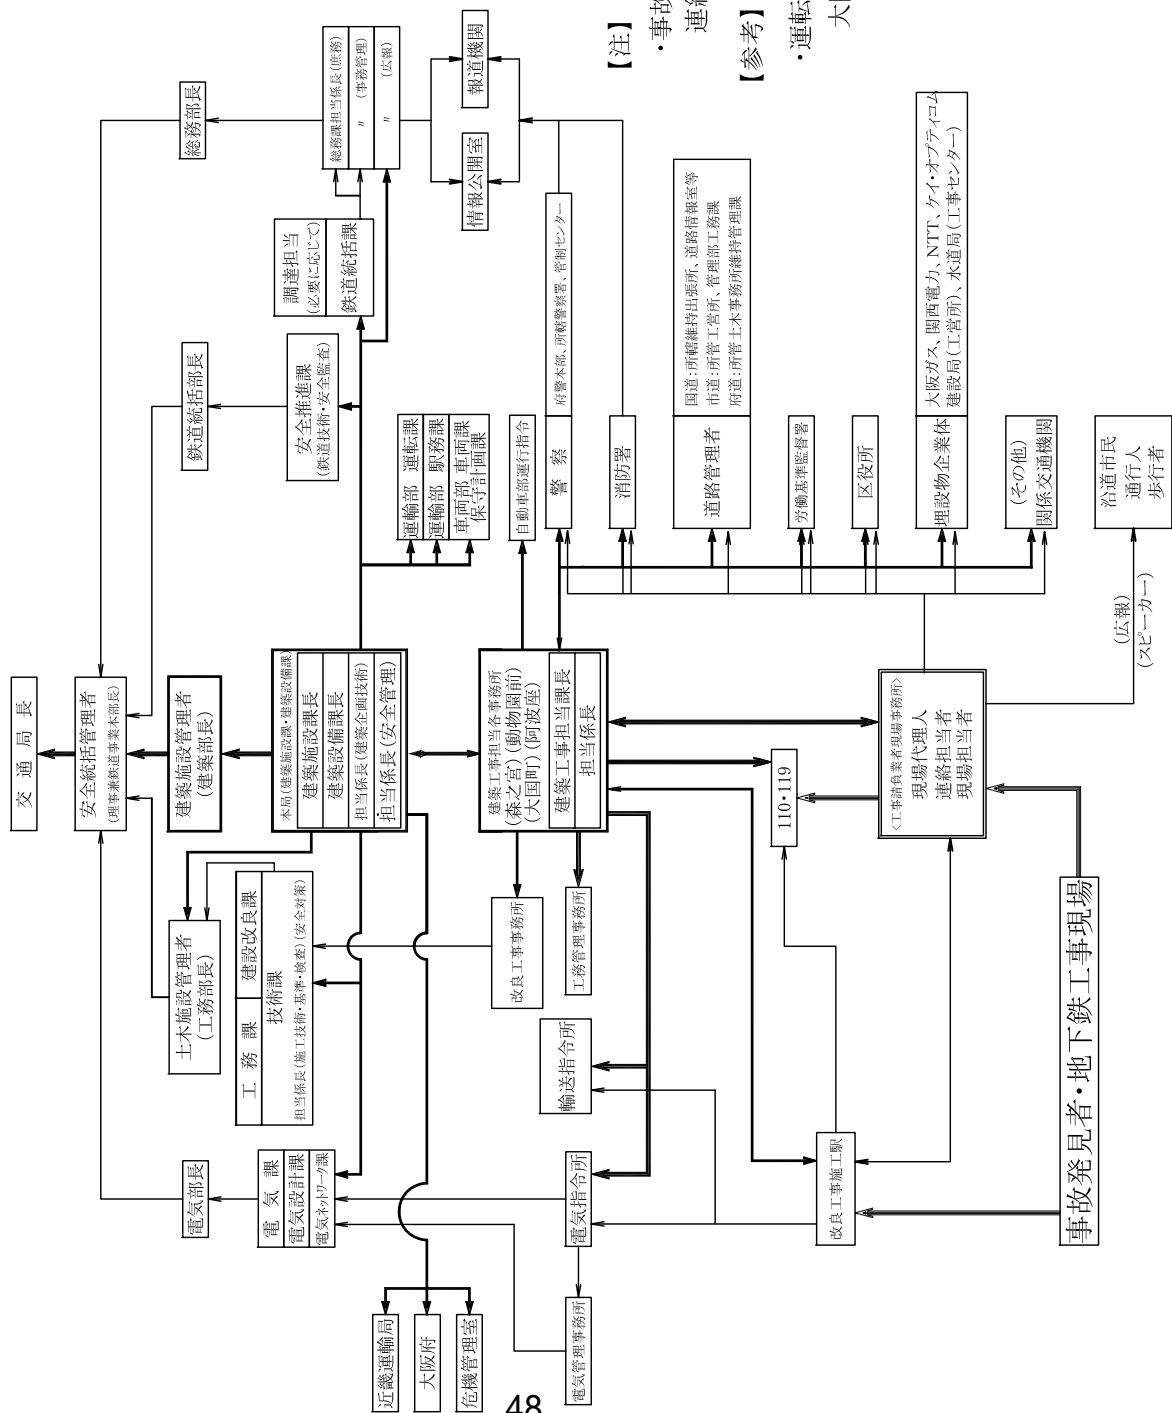 交通局長
安全統括管理者
(理事兼鉄道事業本部長)
総務部長
鉄道統括部長
建築施設管理者
(建築部長)
土木施設管理者
(工務部長)
電気部長
総務課担当係長(庶務)
〃 (事務管理)
〃 (広報)
報道機関
情報公開室
調達担当
(必要に応じて)
鉄道統括課
安全推進課
(鉄道技術・安全監査)
本局(建築施設課・建築設備課)
建築施設課長
建築設備課長
担当係長(建築企画技術)
担当係長(安全管理)
工務課
建設改良課
技術課
担当係長(施工技術・基準・検査)(安全対策)
電気課
電気設計課
電気ネットワーク課
近畿運輸局
大阪府
危機管理室
運輸部 運転課
運輸部 駅務課
車両部 車両課
保守計画課
自動車部運行指令
建築工事担当各事務所
(森之宮)(動物園前)
(大国町)(阿波座)
建築工事担当課長
担当係長
改良工事事務所
工務管理事務所
輸送指令所
電気指令所
電気管理事務所
警察
府警本部、所轄警察署、管制センター
消防署
道路管理者
国道:所轄維持出張所、道路情報室等
市道:所管工営所、管理部工務課
府道:所管土木事務所維持管理課
労働基準監督署
区役所
埋設物企業体
大阪ガス、関西電力、NTT、ケイ・オプティコム
建設局(工営所)、水道局(工事センター)
(その他)
関係交通機関
沿道市民
通行人
歩行者
(広報)
(スピーカー)
110・119
<工事請負業者現場事務所>
現場代理人
連絡担当者
現場担当者
改良工事施工駅
事故発見者・地下鉄工事現場
【注】
・事故
連絡
【参考】
・運転
大阪
48